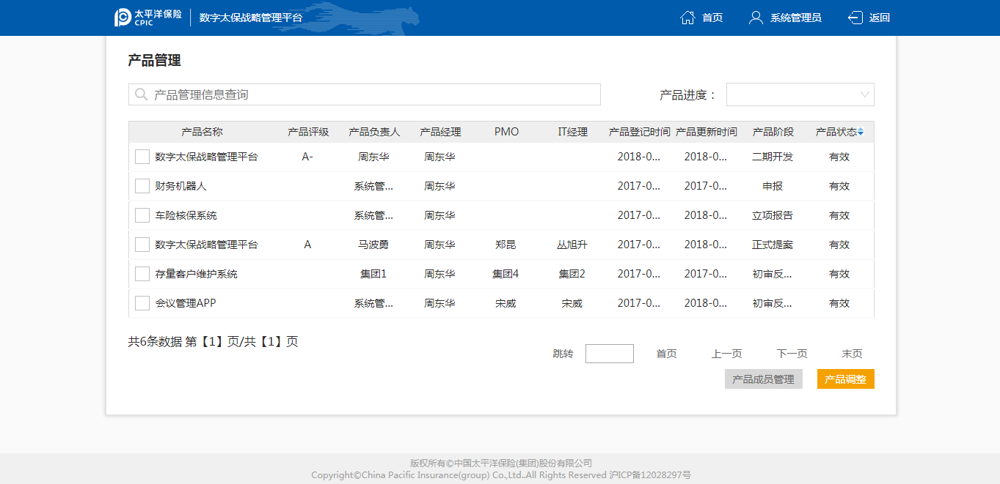 太平洋保险 CPIC 数字太保战略管理平台 首页 系统管理员 返回
产品管理
产品管理信息查询 产品进度：
产品名称 产品评级 产品负责人 产品经理 PMO IT经理 产品登记时间 产品更新时间 产品阶段 产品状态
数字太保战略管理平台 A- 周东华 周东华 2018-0... 2018-0... 二期开发 有效
财务机器人 系统管... 周东华 2017-0... 2017-0... 申报 有效
车险核保系统 系统管... 周东华 2017-0... 2018-0... 立项报告 有效
数字太保战略管理平台 A 马波勇 周东华 郑昆 丛旭升 2017-0... 2018-0... 正式提案 有效
存量客户维护系统 集团1 周东华 集团4 集团2 2017-0... 2017-0... 初审反... 有效
会议管理APP 系统管... 周东华 宋威 宋威 2017-0... 2018-0... 初审反... 有效
共6条数据 第【1】页/共【1】页
跳转 首页 上一页 下一页 末页
产品成员管理 产品调整
版权所有©中国太平洋保险(集团)股份有限公司
Copyright©China Pacific Insurance(group) Co.,Ltd..All Rights Reserved 沪ICP备12028297号